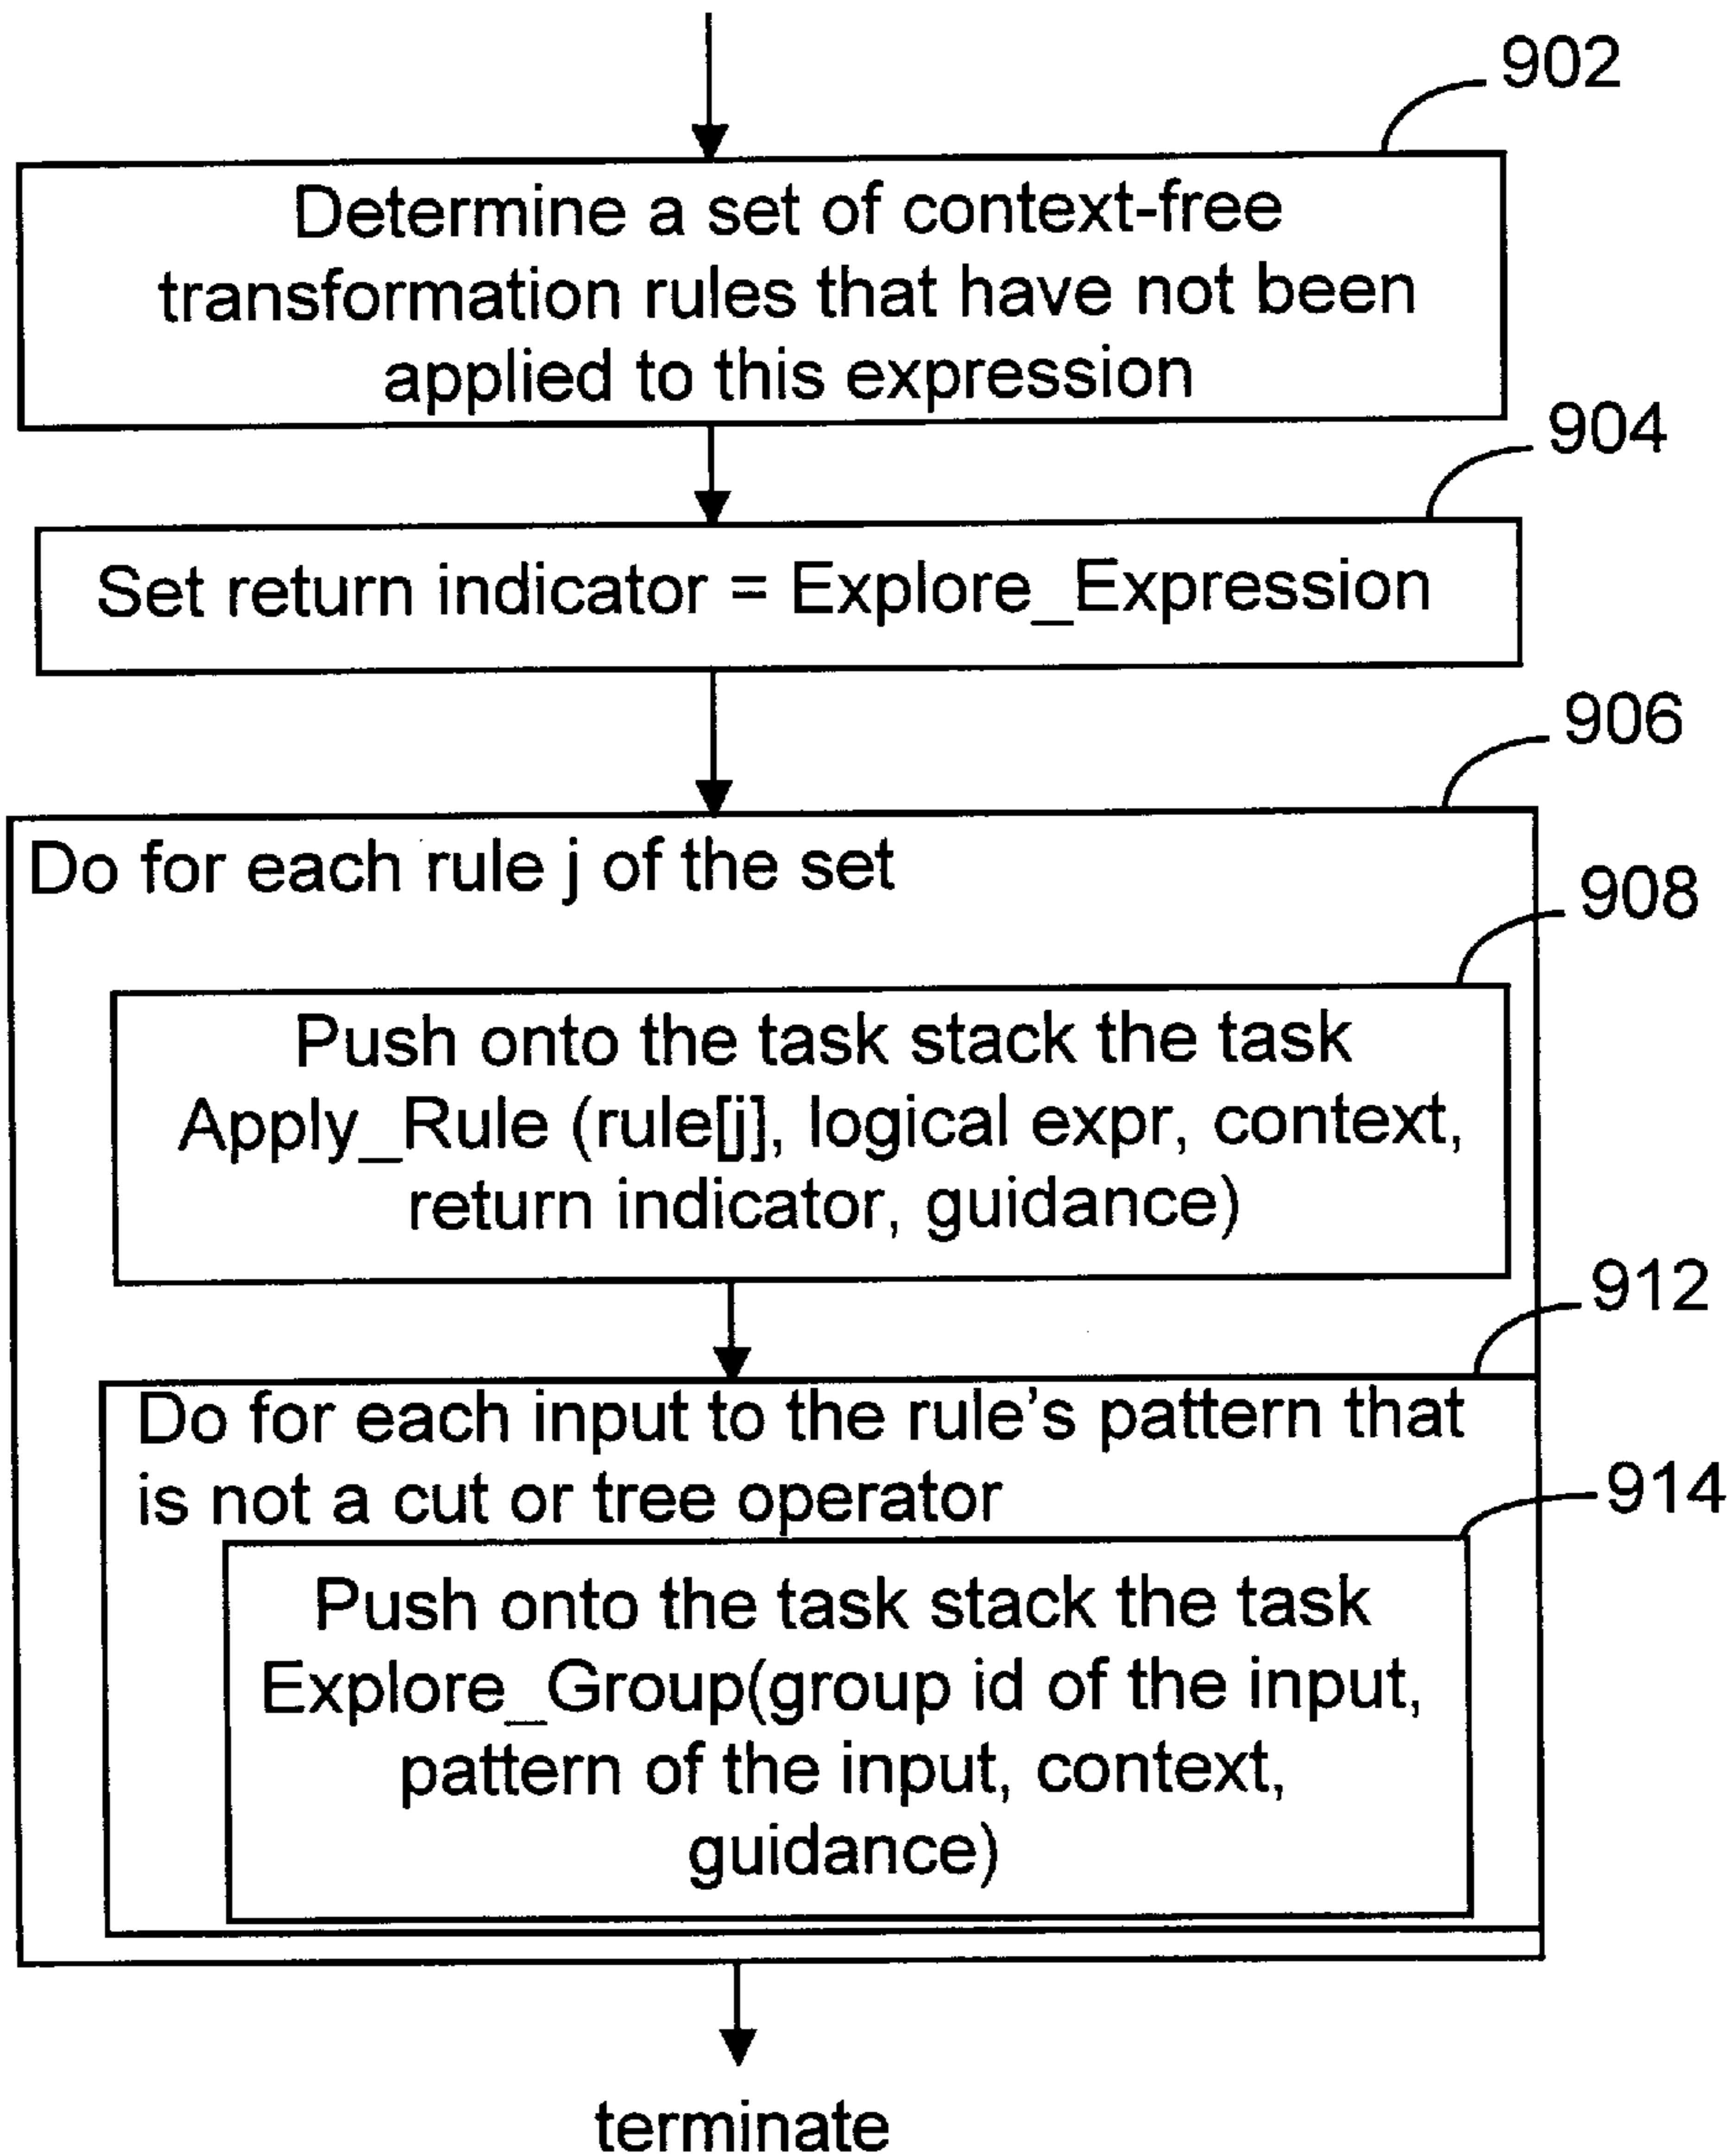 902
Determine a set of context-free
transformation rules that have not been
applied to this expression
904
Set return indicator = Explore_Expression
906
Do for each rule j of the set
908
Push onto the task stack the task
Apply_Rule (rule[j], logical expr, context,
return indicator, guidance)
912
Do for each input to the rule's pattern that
is not a cut or tree operator
914
Push onto the task stack the task
Explore_Group(group id of the input,
pattern of the input, context,
guidance)
terminate